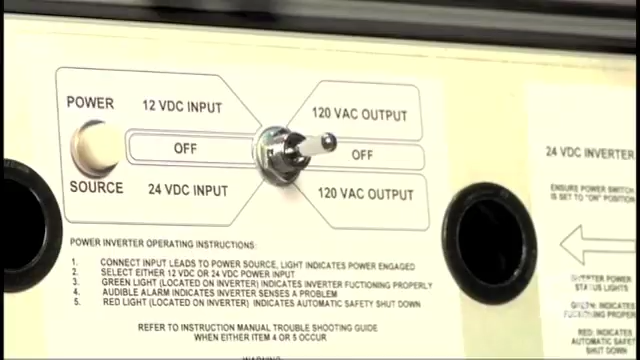 POWER
SOURCE
12 VDC INPUT
OFF
24 VDC INPUT
120 VAC OUTPUT
OFF
120 VAC OUTPUT
POWER INVERTER OPERATING INSTRUCTIONS
1. CONNECT INPUT LEADS TO POWER SOURCE, LIGHT INDICATES POWER ENGAGED
2. SELECT EITHER 12 VDC OR 24 VDC POWER INPUT
3. GREEN LIGHT (LOCATED ON INVERTER) INDICATES INVERTER FUCTIONING PROPERLY
4. AUDIBLE ALARM INDICATES INVERTER SENSES A PROBLEM
5. RED LIGHT (LOCATED ON INVERTER) INDICATES AUTOMATIC SAFETY SHUT DOWN
REFER TO INSTRUCTION MANUAL TROUBLE SHOOTING GUIDE
WHEN EITHER ITEM 4 OR 5 OCCUR
24 VDC INVERTER
ENSURE POWER SWITCH
IS SET TO "ON" POSITION
INVERTER POWER
STATUS LIGHTS
GREEN: INDICATES
RED: INDICATES
AUTOMATIC SAFETY
SHUT DOWN